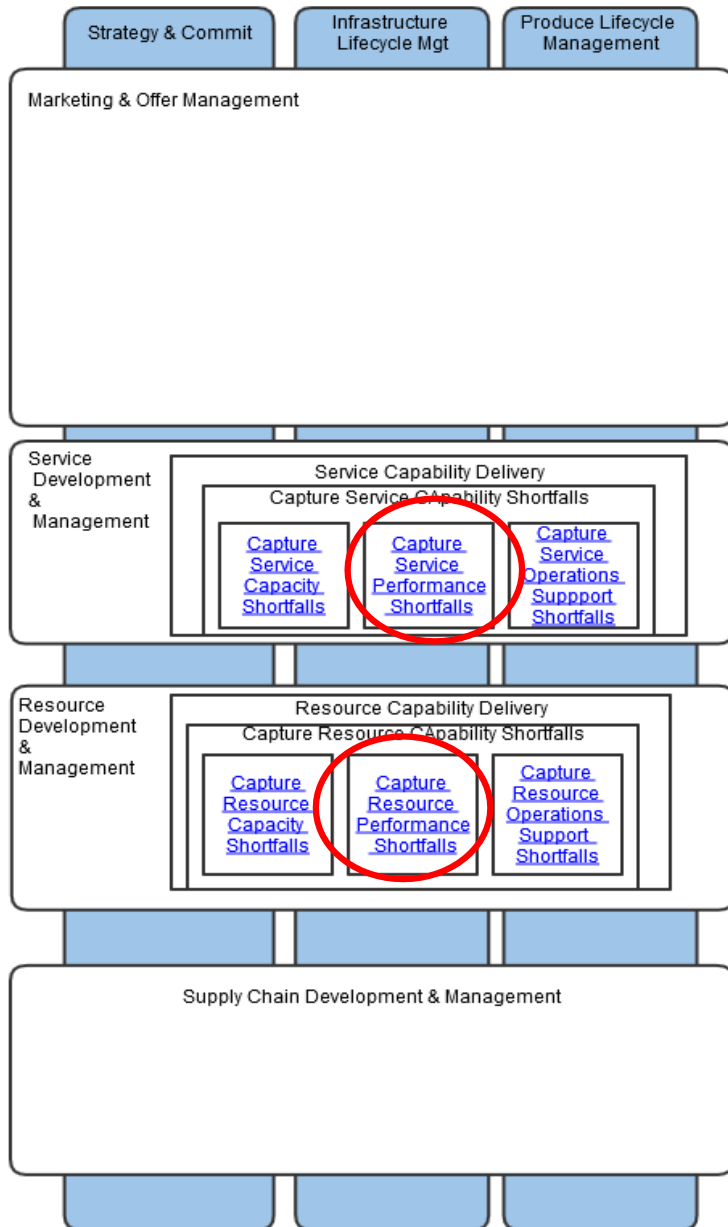 Strategy & Commit
Infrastructure
Lifecycle Mgt
Produce Lifecycle
Management
Marketing & Offer Management
Service
Development
&
Management
Service Capability Delivery
Capture Service CApability Shortfalls
Capture
Service
Capacity
Shortfalls
Capture
Service
Performance
Shortfalls
Capture
Service
Operations
Suppport
Shortfalls
Resource
Development
&
Management
Resource Capability Delivery
Capture Resource CApability Shortfalls
Capture
Resource
Capacity
Shortfalls
Capture
Resource
Performance
Shortfalls
Capture
Resource
Operations
Support
Shortfalls
Supply Chain Development & Management